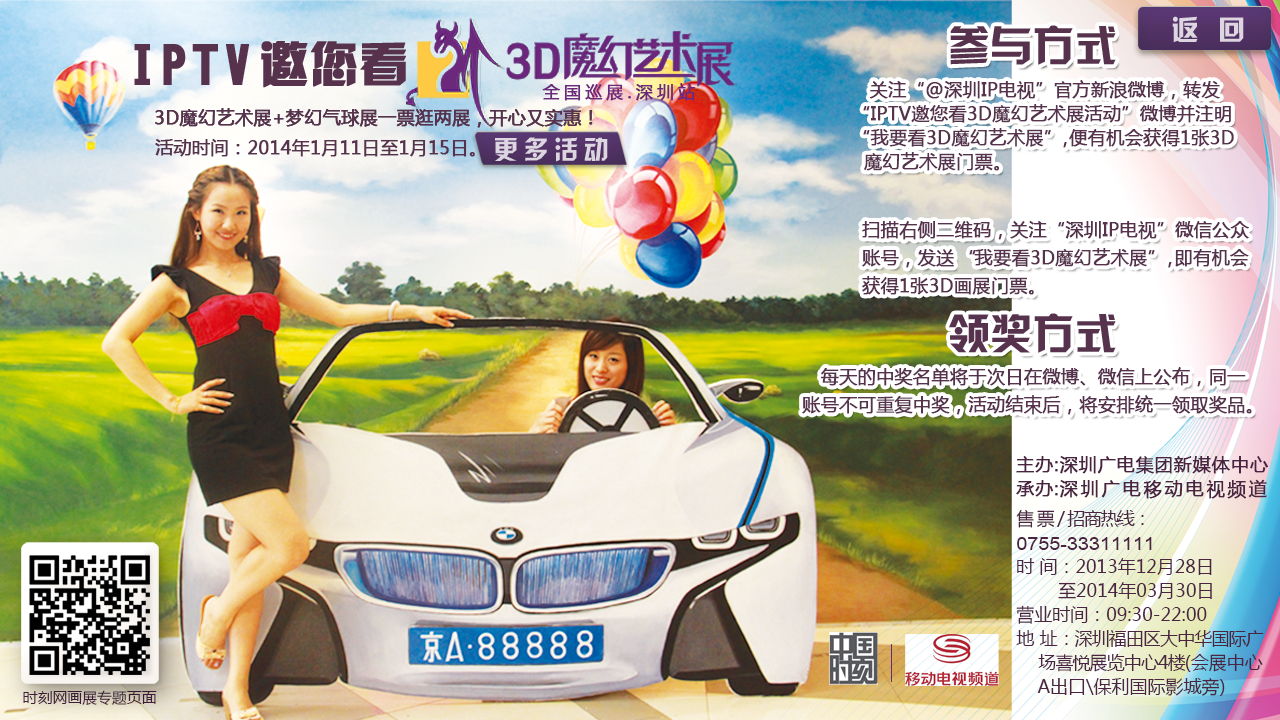 IPTV邀您看
3D魔幻艺术展
全国巡展.深圳站
3D魔幻艺术展+梦幻气球展一票逛两展，开心又实惠！
活动时间：2014年1月11日至1月15日。
更多活动
返回
参与方式
关注“@深圳IP电视”官方新浪微博，转发
“IPTV邀您看3D魔幻艺术展活动”微博并注明
“我要看3D魔幻艺术展”,便有机会获得1张3D
魔幻艺术展门票。
扫描右侧二维码，关注“深圳IP电视”微信公众
账号，发送 “我要看3D魔幻艺术展”,即有机会
获得1张3D画展门票。
领奖方式
每天的中奖名单将于次日在微博、微信上公布，同一
账号不可重复中奖，活动结束后，将安排统一领取奖品。
主办:深圳广电集团新媒体中心
承办:深圳广电移动电视频道
售票/招商热线：
0755-33311111
时 间：2013年12月28日
至2014年03月30日
营业时间：09:30-22:00
地 址：深圳福田区大中华国际广
场喜悦展览中心4楼(会展中心
A出口\保利国际影城旁)
京A·88888
中国时刻
移动电视频道
时刻网画展专题页面